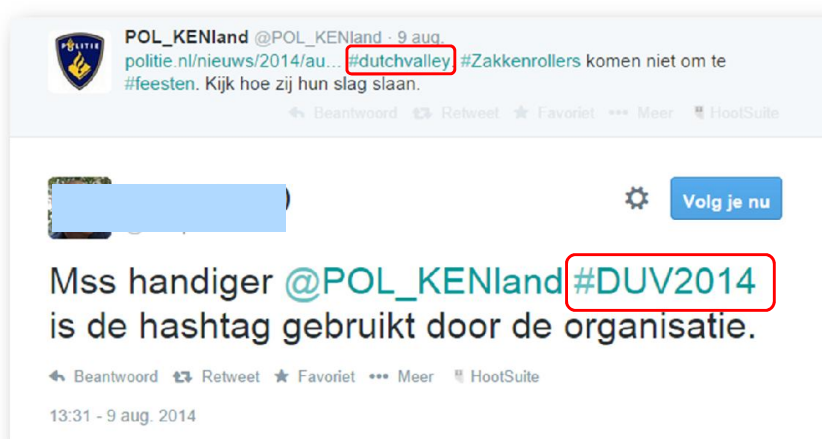 POLITIE
POL_KENland @POL_KENland · 9 aug.
politie.nl/nieuws/2014/au... #dutchvalley. #Zakkenrollers komen niet om te
#feesten. Kijk hoe zij hun slag slaan.
Beantwoord Retweet Favoriet Meer HootSuite
)
Volg je nu
Mss handiger @POL_KENland #DUV2014
is de hashtag gebruikt door de organisatie.
Beantwoord Retweet Favoriet Meer HootSuite
13:31 - 9 aug. 2014